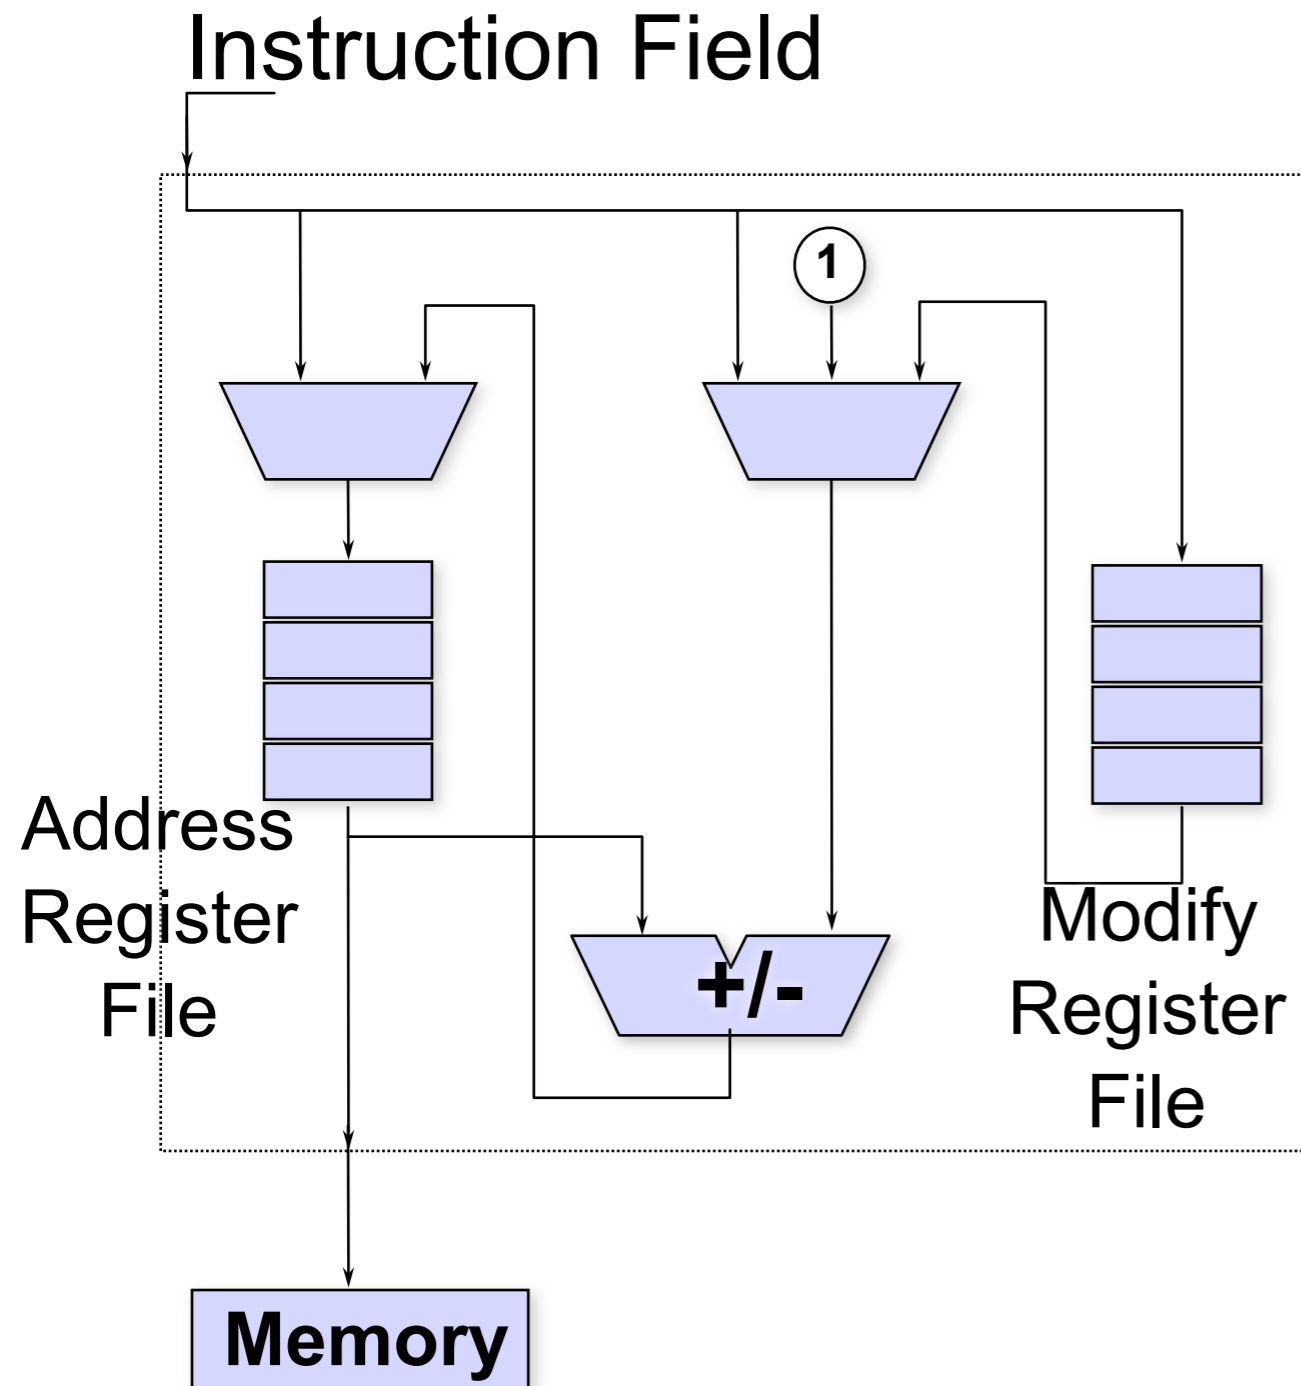 Instruction Field
1
Address
Register
File
+/-
Modify
Register
File
Memory